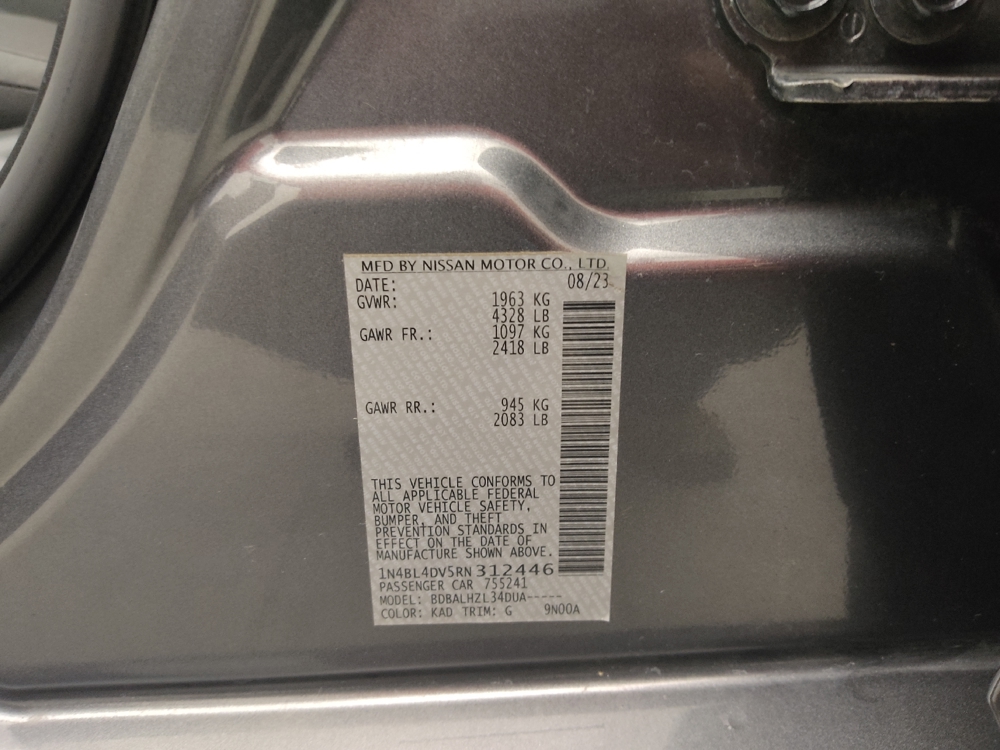 MFD BY NISSAN MOTOR CO., LTD.
DATE: 08/23
GVWR: 1963 KG
4328 LB
GAWR FR.: 1097 KG
2418 LB
GAWR RR.: 945 KG
2083 LB
THIS VEHICLE CONFORMS TO
ALL APPLICABLE FEDERAL
MOTOR VEHICLE SAFETY,
BUMPER, AND THEFT
PREVENTION STANDARDS IN
EFFECT ON THE DATE OF
MANUFACTURE SHOWN ABOVE.
1N4BL4DV5RN312446
PASSENGER CAR 755241
MODEL: BDBALHZL34DUA-----
COLOR: KAD TRIM: G 9N00A